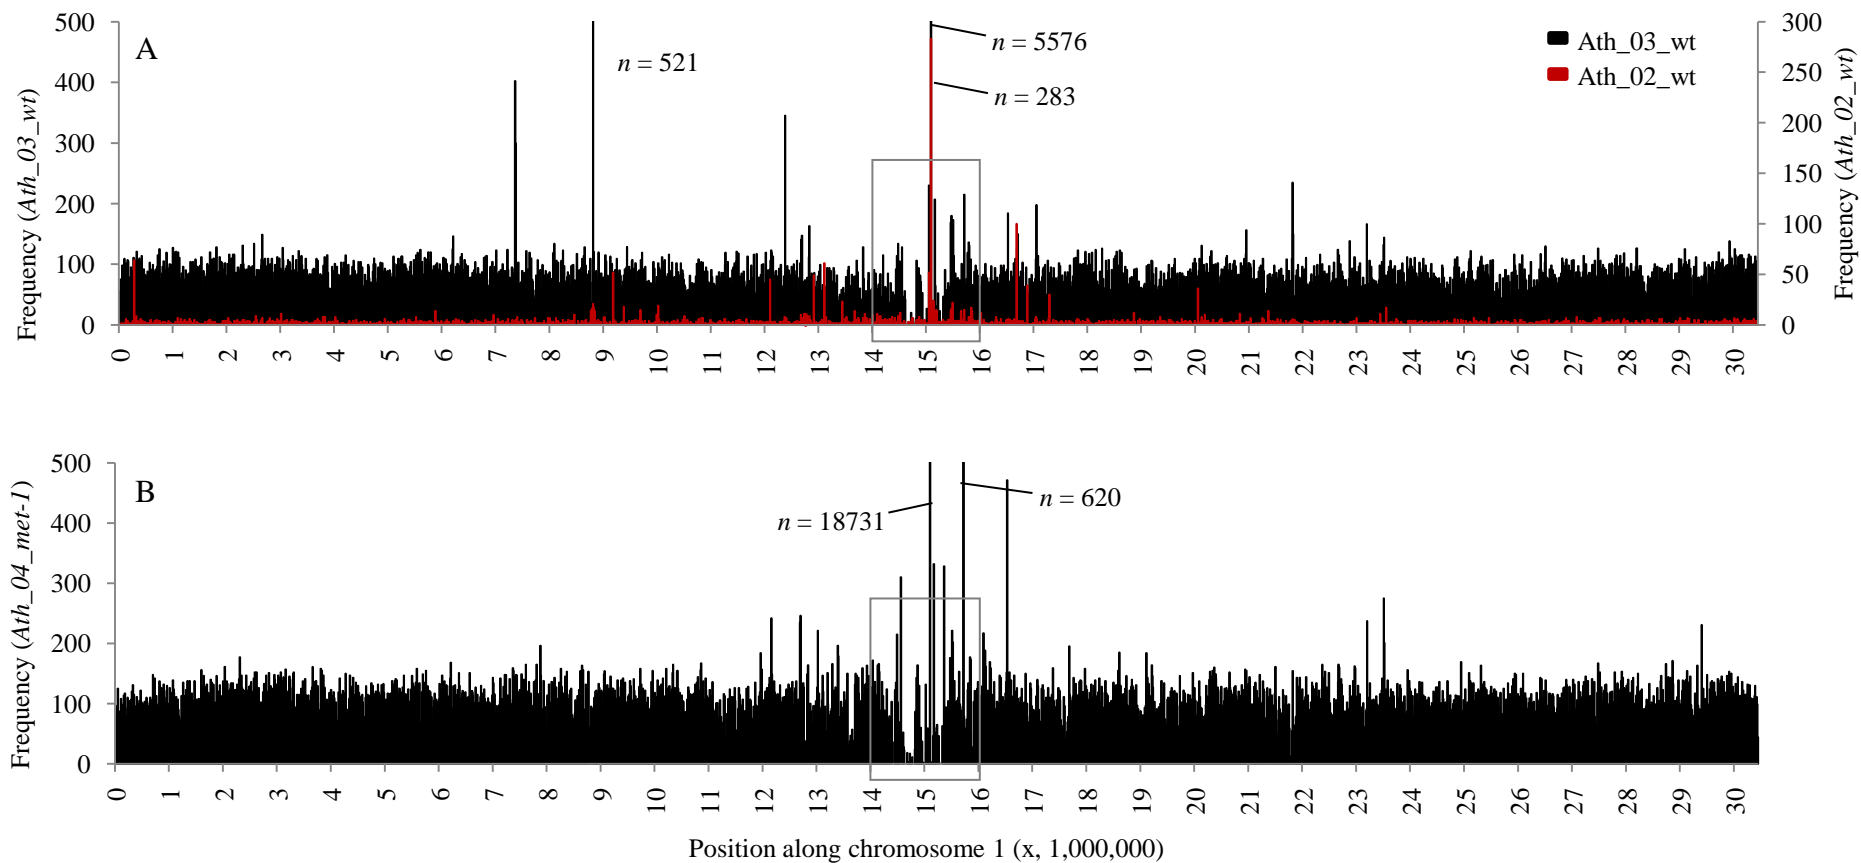 A
n = 521
n = 5576
n = 283
Ath_03_wt
Ath_02_wt
Frequency (Ath_03_wt)
500
400
300
200
100
0
Frequency (Ath_02_wt)
300
250
200
150
100
50
0
0 1 2 3 4 5 6 7 8 9 10 11 12 13 14 15 16 17 18 19 20 21 22 23 24 25 26 27 28 29 30
B
n = 18731
n = 620
Frequency (Ath_04_met-1)
500
400
300
200
100
0
0 1 2 3 4 5 6 7 8 9 10 11 12 13 14 15 16 17 18 19 20 21 22 23 24 25 26 27 28 29 30
Position along chromosome 1 (x, 1,000,000)